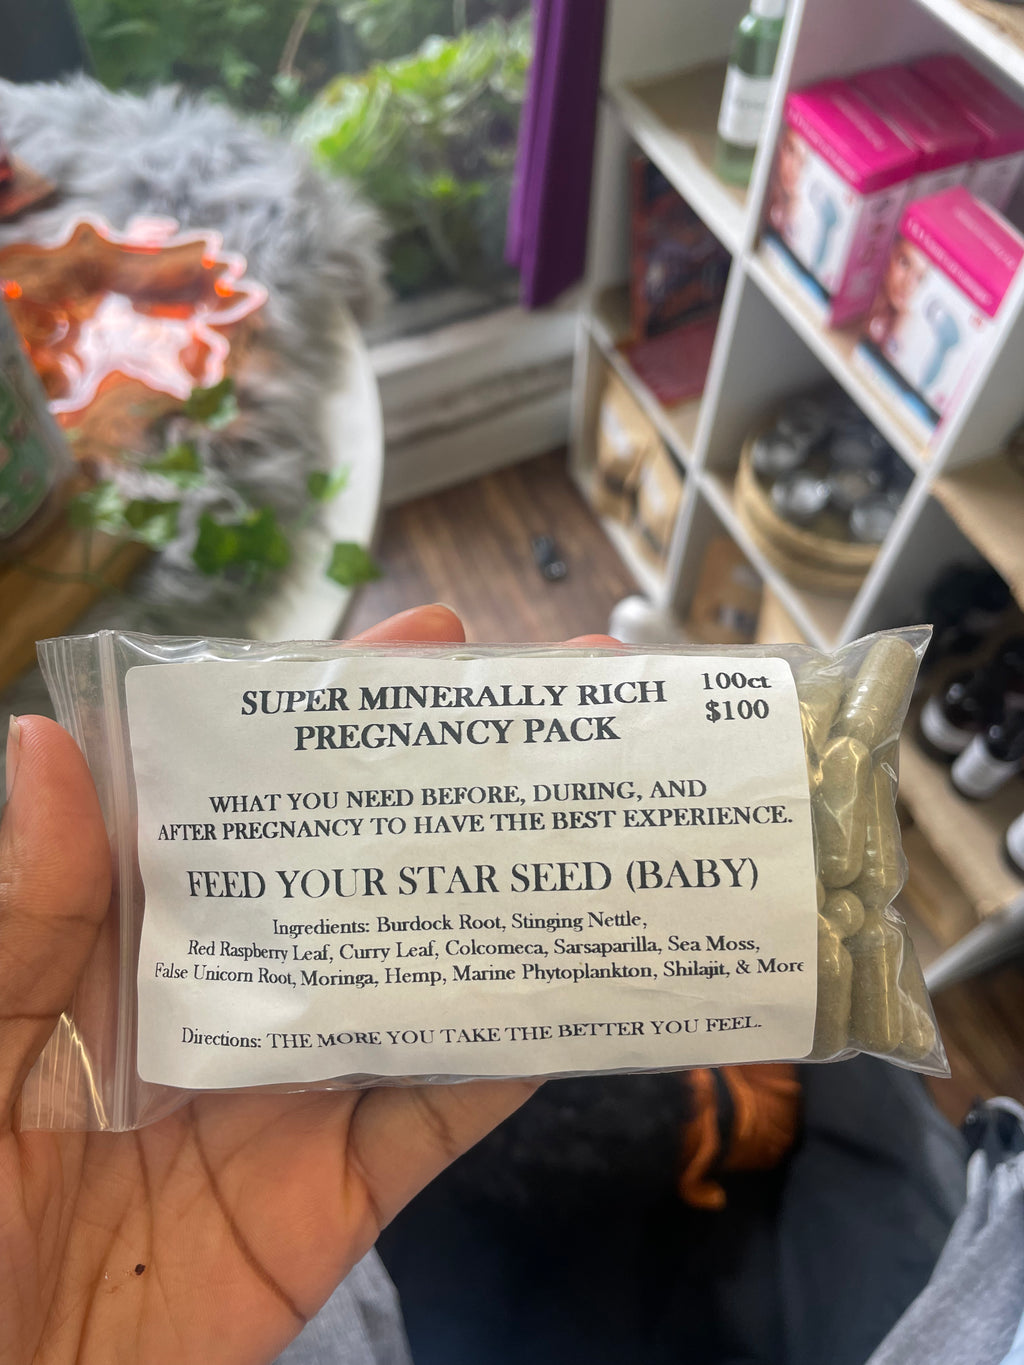 SUPER MINERALLY RICH
PREGNANCY PACK
100ct
$100
WHAT YOU NEED BEFORE, DURING, AND
AFTER PREGNANCY TO HAVE THE BEST EXPERIENCE.
FEED YOUR STAR SEED (BABY)
Ingredients: Burdock Root, Stinging Nettle,
Red Raspberry Leaf, Curry Leaf, Colcomeca, Sarsaparilla, Sea Moss,
False Unicorn Root, Moringa, Hemp, Marine Phytoplankton, Shilajit, & More
Directions: THE MORE YOU TAKE THE BETTER YOU FEEL.